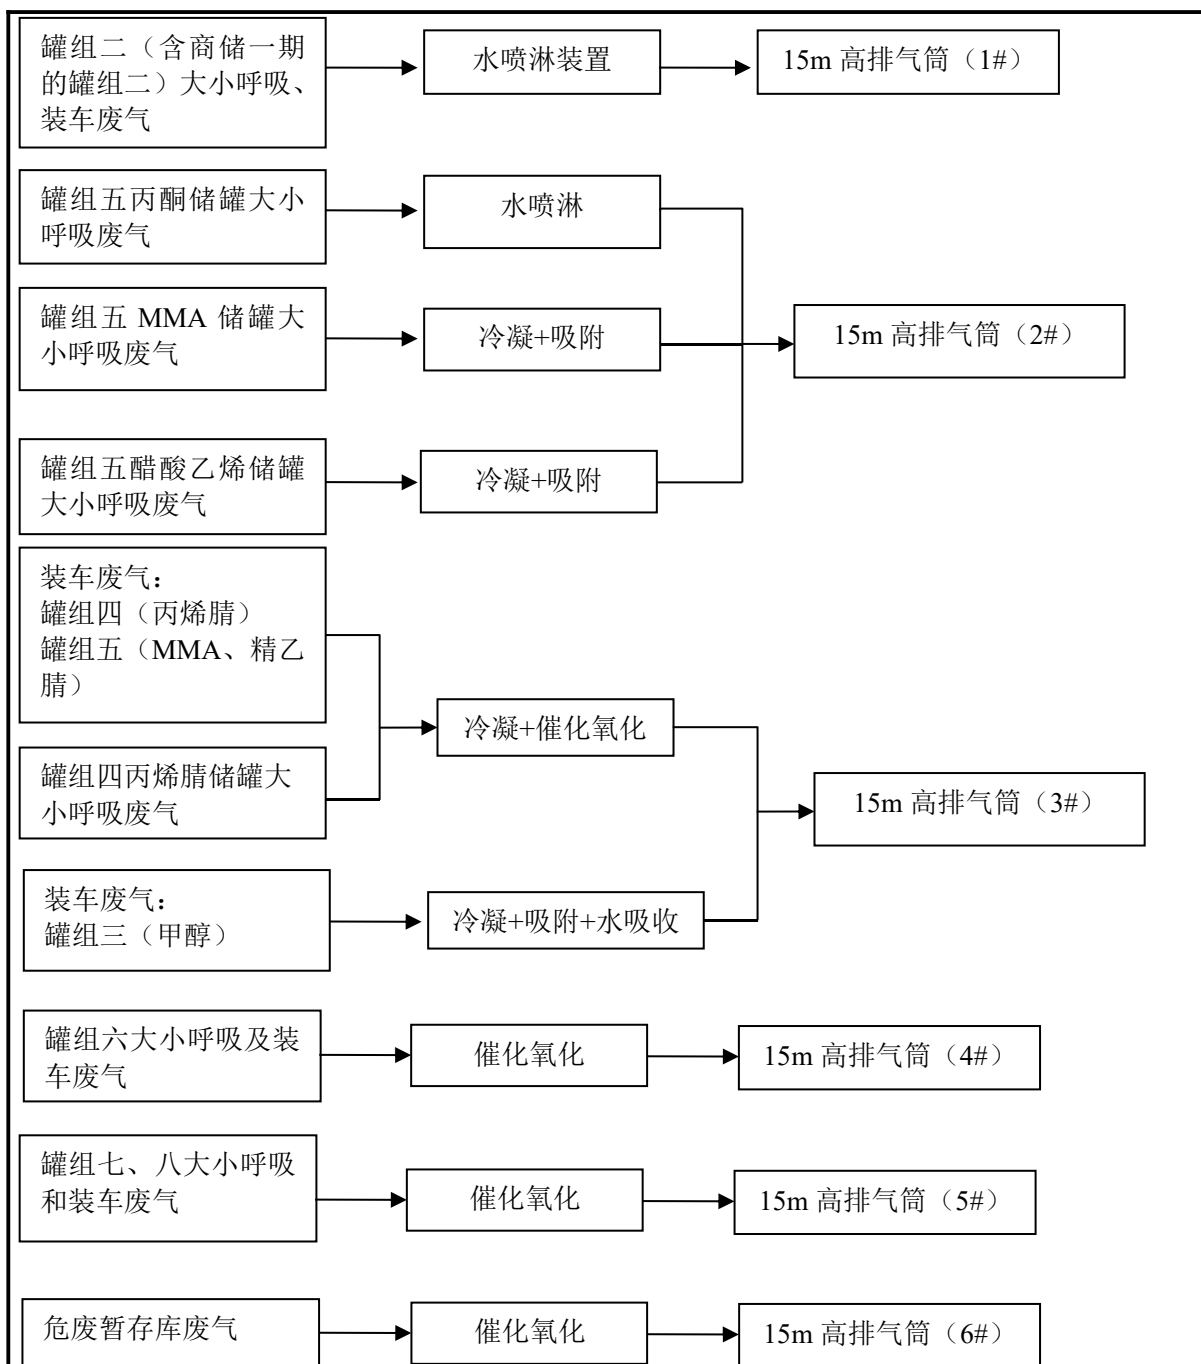 罐组二（含商储一期
的罐组二）大小呼吸、
装车废气
水喷淋装置
15m 高排气筒（1#）
罐组五丙酮储罐大小
呼吸废气
水喷淋
罐组五 MMA 储罐大
小呼吸废气
冷凝+吸附
15m 高排气筒（2#）
罐组五醋酸乙烯储罐
大小呼吸废气
冷凝+吸附
装车废气：
罐组四（丙烯腈）
罐组五（MMA、精乙
腈）
冷凝+催化氧化
罐组四丙烯腈储罐大
小呼吸废气
15m 高排气筒（3#）
装车废气：
罐组三（甲醇）
冷凝+吸附+水吸收
罐组六大小呼吸及装
车废气
催化氧化
15m 高排气筒（4#）
罐组七、八大小呼吸
和装车废气
催化氧化
15m 高排气筒（5#）
危废暂存库废气
催化氧化
15m 高排气筒（6#）